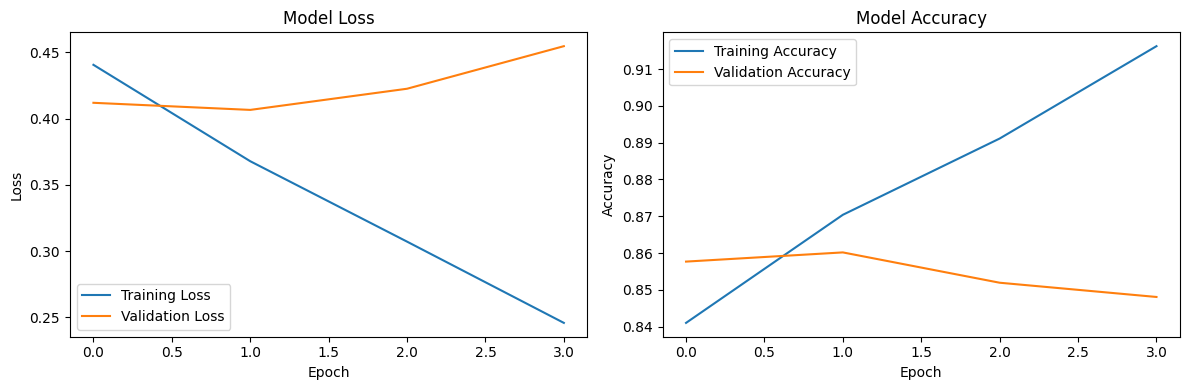 Model Loss
Loss
0.45
0.40
0.35
0.30
0.25
Training Loss
Validation Loss
0.0 0.5 1.0 1.5 2.0 2.5 3.0
Epoch
Model Accuracy
Accuracy
Training Accuracy
Validation Accuracy
0.91
0.90
0.89
0.88
0.87
0.86
0.85
0.84
0.0 0.5 1.0 1.5 2.0 2.5 3.0
Epoch